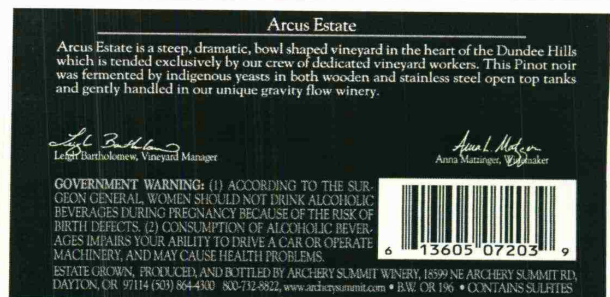 Arcus Estate
Arcus Estate is a steep, dramatic, bowl shaped vineyard in the heart of the Dundee Hills
which is tended exclusively by our crew of dedicated vineyard workers. This Pinot noir
was fermented by indigenous yeasts in both wooden and stainless steel open top tanks
and gently handled in our unique gravity flow winery.
Leigh Bartholomew, Vineyard Manager
Anna Matzinger, Winemaker
GOVERNMENT WARNING: (1) ACCORDING TO THE SUR-
GEON GENERAL, WOMEN SHOULD NOT DRINK ALCOHOLIC
BEVERAGES DURING PREGNANCY BECAUSE OF THE RISK OF
BIRTH DEFECTS. (2) CONSUMPTION OF ALCOHOLIC BEVER-
AGES IMPAIRS YOUR ABILITY TO DRIVE A CAR OR OPERATE
MACHINERY, AND MAY CAUSE HEALTH PROBLEMS.
6 13605 07203 9
ESTATE GROWN, PRODUCED, AND BOTTLED BY ARCHERY SUMMIT WINERY, 18599 NE ARCHERY SUMMIT RD,
DAYTON, OR 97114 (503) 864-4300 800-732-8822, www.archerysummit.com • B.W. OR 196 • CONTAINS SULFITES